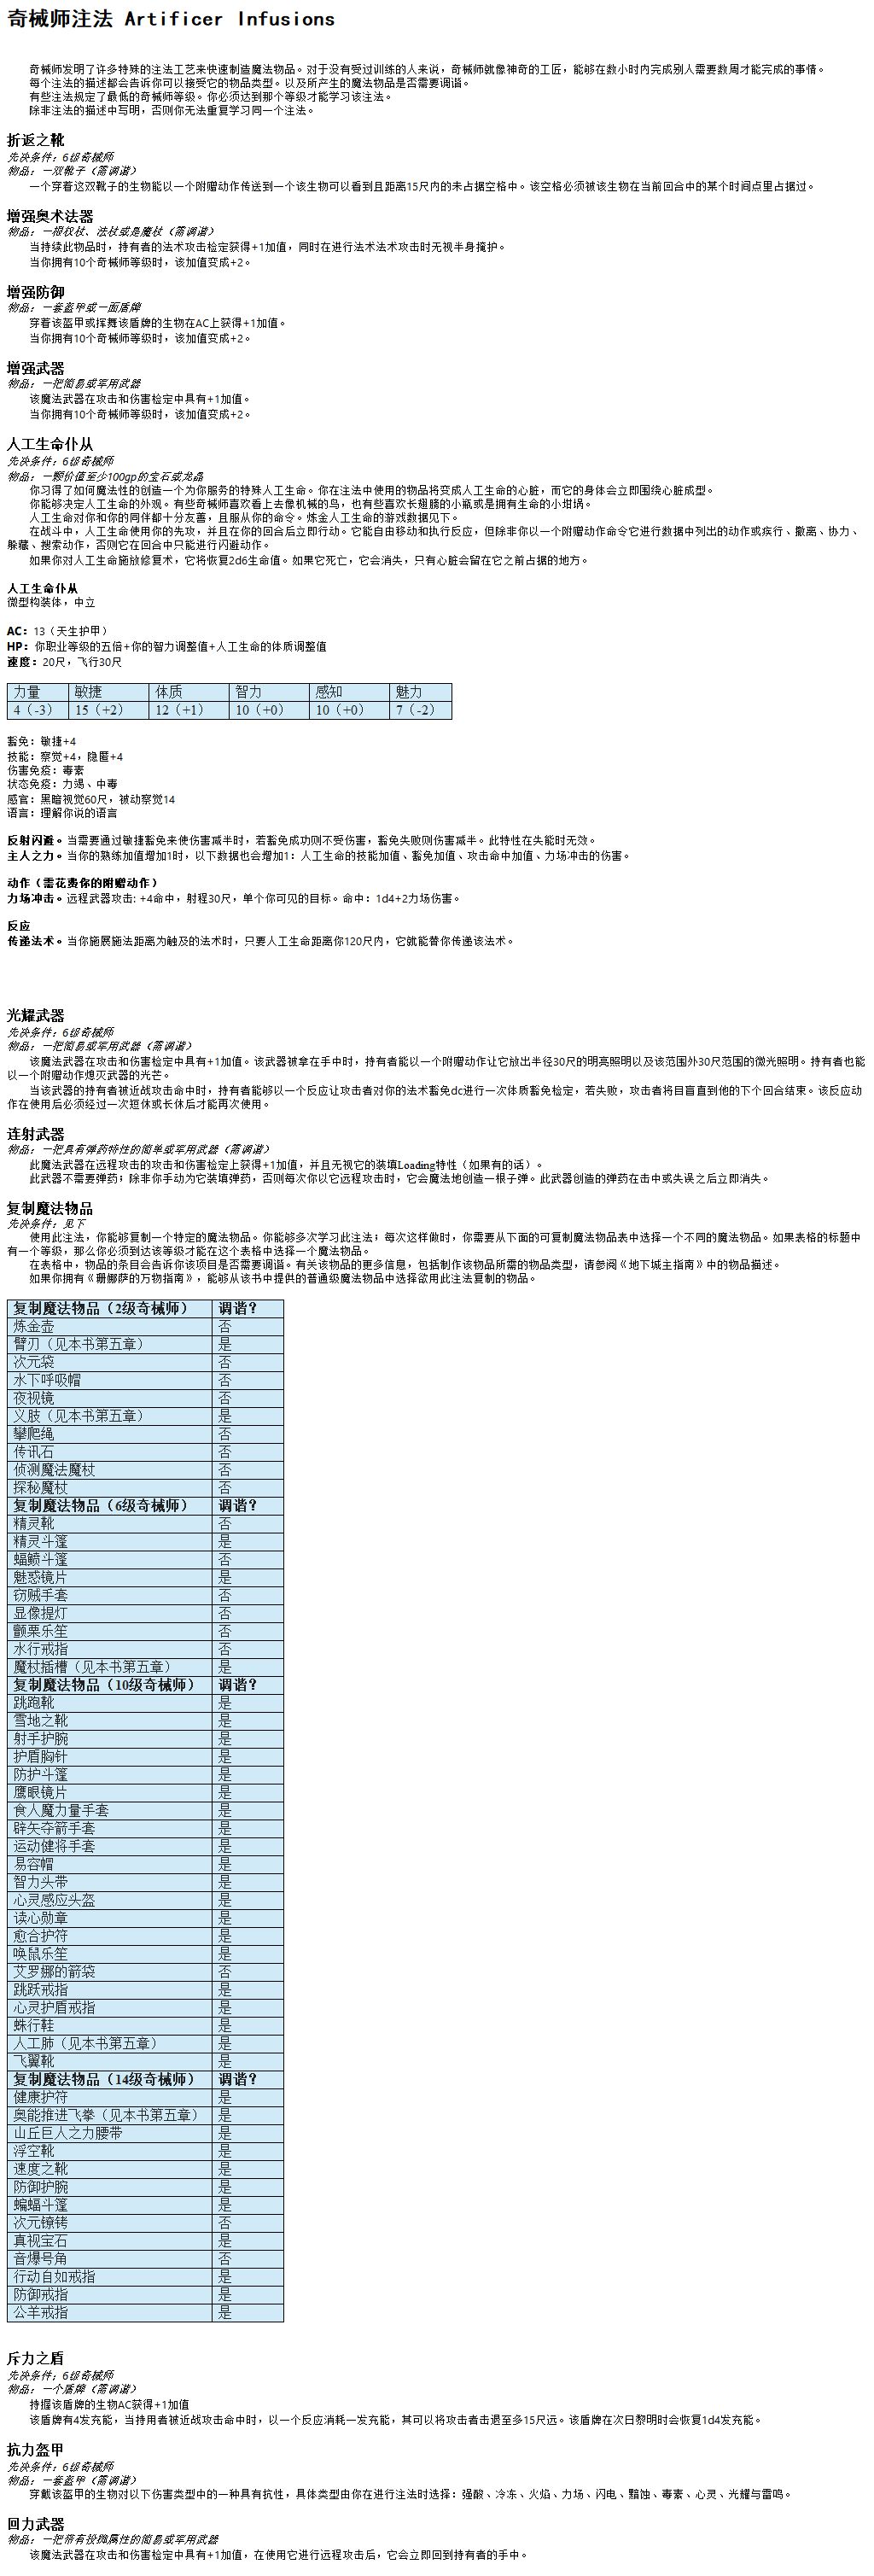 奇械师注法 Artificer Infusions
奇械师发明了许多特殊的注法工艺来快速制造魔法物品。对于没有受过训练的人来说，奇械师就像神奇的工匠，能够在数小时内完成别人需要数周才能完成的事情。
每个注法的描述都会告诉你可以接受它的物品类型。以及所产生的魔法物品是否需要调谐。
有些注法规定了最低的奇械师等级。你必须达到那个等级才能学习该注法。
除非注法的描述中写明，否则你无法重复学习同一个注法。
折返之靴
先决条件：6级奇械师
物品：一双靴子（需调谐）
一个穿着这双靴子的生物能以一个附赠动作传送到一个该生物可以看到且距离15尺内的未占据空格中。该空格必须被该生物在当前回合中的某个时间点里占据过。
增强奥术法器
物品：一根权杖、法杖或是魔杖（需调谐）
当持续此物品时，持有者的法术攻击检定获得+1加值，同时在进行法术法术攻击时无视半身掩护。
当你拥有10个奇械师等级时，该加值变成+2。
增强防御
物品：一套盔甲或一面盾牌
穿着该盔甲或挥舞该盾牌的生物在AC上获得+1加值。
当你拥有10个奇械师等级时，该加值变成+2。
增强武器
物品：一把简易或军用武器
该魔法武器在攻击和伤害检定中具有+1加值。
当你拥有10个奇械师等级时，该加值变成+2。
人工生命仆从
先决条件：6级奇械师
物品：一颗价值至少100gp的宝石或龙晶
你习得了如何魔法性的创造一个为你服务的特殊人工生命。你在注法中使用的物品将变成人工生命的心脏，而它的身体会立即围绕心脏成型。
你能够决定人工生命的外观。有些奇械师喜欢看上去像机械的鸟，也有些喜欢长翅膀的小瓶或是拥有生命的小坩埚。
人工生命对你和你的同伴都十分友善，且服从你的命令。炼金人工生命的游戏数据见下。
在战斗中，人工生命使用你的先攻，并且在你的回合后立即行动。它能自由移动和执行反应，但除非你以一个附赠动作命令它进行数据中列出的动作或疾行、撤离、协力、
躲藏、搜索动作，否则它在回合中只能进行闪避动作。
如果你对人工生命施放修复术，它将恢复2d6生命值。如果它死亡，它会消失，只有心脏会留在它之前占据的地方。
人工生命仆从
微型构装体，中立
AC：13（天生护甲）
HP：你职业等级的五倍+你的智力调整值+人工生命的体质调整值
速度：20尺，飞行30尺
力量 敏捷 体质 智力 感知 魅力
4（-3） 15（+2） 12（+1） 10（+0） 10（+0） 7（-2）
豁免：敏捷+4
技能：察觉+4，隐匿+4
伤害免疫：毒素
状态免疫：力竭、中毒
感官：黑暗视觉60尺，被动察觉14
语言：理解你说的语言
反射闪避。当需要通过敏捷豁免来使伤害减半时，若豁免成功则不受伤害，豁免失败则伤害减半。此特性在失能时无效。
主人之力。当你的熟练加值增加1时，以下数据也会增加1：人工生命的技能加值、豁免加值、攻击命中加值、力场冲击的伤害。
动作（需花费你的附赠动作）
力场冲击。远程武器攻击: +4命中，射程30尺，单个你可见的目标。命中：1d4+2力场伤害。
反应
传递法术。当你施展施法距离为触及的法术时，只要人工生命距离你120尺内，它就能替你传递该法术。
光耀武器
先决条件：6级奇械师
物品：一把简易或军用武器（需调谐）
该魔法武器在攻击和伤害检定中具有+1加值。该武器被拿在手中时，持有者能以一个附赠动作让它放出半径30尺的明亮照明以及该范围外30尺范围的微光照明。持有者也能
以一个附赠动作熄灭武器的光芒。
当该武器的持有者被近战攻击命中时，持有者能够以一个反应让攻击者对你的法术豁免dc进行一次体质豁免检定，若失败，攻击者将目盲直到他的下个回合结束。该反应动
作在使用后必须经过一次短休或长休后才能再次使用。
连射武器
物品：一把具有弹药特性的简单或军用武器（需调谐）
此魔法武器在远程攻击的攻击和伤害检定上获得+1加值，并且无视它的装填Loading特性（如果有的话）。
此武器不需要弹药；除非你手动为它装填弹药，否则每次你以它远程攻击时，它会魔法地创造一根子弹。此武器创造的弹药在击中或失误之后立即消失。
复制魔法物品
先决条件：见下
使用此注法，你能够复制一个特定的魔法物品。你能够多次学习此注法；每次这样做时，你需要从下面的可复制魔法物品表中选择一个不同的魔法物品。如果表格的标题中
有一个等级，那么你必须到达该等级才能在这个表格中选择一个魔法物品。
在表格中，物品的条目会告诉你该项目是否需要调谐。有关该物品的更多信息，包括制作该物品所需的物品类型，请参阅《地下城主指南》中的物品描述。
如果你拥有《珊娜萨的万物指南》，能够从该书中提供的普通级魔法物品中选择欲用此注法复制的物品。
复制魔法物品（2级奇械师） 调谐？
炼金壶 否
臂刃（见本书第五章） 是
次元袋 否
水下呼吸帽 否
夜视镜 否
义肢（见本书第五章） 是
攀爬绳 否
传讯石 否
侦测魔法魔杖 否
探秘魔杖 否
复制魔法物品（6级奇械师） 调谐？
精灵靴 否
精灵斗篷 是
蝠鲼斗篷 否
魅惑镜片 是
窃贼手套 否
显像提灯 否
颤栗乐笙 否
水行戒指 否
魔杖插槽（见本书第五章） 是
复制魔法物品（10级奇械师） 调谐？
跳跑靴 是
雪地之靴 是
射手护腕 是
护盾胸针 是
防护斗篷 是
鹰眼镜片 是
食人魔力量手套 是
辟矢夺箭手套 是
运动健将手套 是
易容帽 是
智力头带 是
心灵感应头盔 是
读心勋章 是
愈合护符 是
唤鼠乐笙 是
艾罗娜的箭袋 否
跳跃戒指 是
心灵护盾戒指 是
蛛行鞋 是
人工肺（见本书第五章） 是
飞翼靴 是
复制魔法物品（14级奇械师） 调谐？
健康护符 是
奥能推进飞拳（见本书第五章） 是
山丘巨人之力腰带 是
浮空靴 是
速度之靴 是
防御护腕 是
蝙蝠斗篷 是
次元镣铐 否
真视宝石 是
音爆号角 否
行动自如戒指 是
防御戒指 是
公羊戒指 是
斥力之盾
先决条件：6级奇械师
物品：一个盾牌（需调谐）
持握该盾牌的生物AC获得+1加值
该盾牌有4发充能，当持用者被近战攻击命中时，以一个反应消耗一发充能，其可以将攻击者击退至多15尺远。该盾牌在次日黎明时会恢复1d4发充能。
抗力盔甲
先决条件：6级奇械师
物品：一套盔甲（需调谐）
穿戴该盔甲的生物对以下伤害类型中的一种具有抗性，具体类型由你在进行注法时选择：强酸、冷冻、火焰、力场、闪电、黯蚀、毒素、心灵、光耀与雷鸣。
回力武器
物品：一把带有投掷属性的简易或军用武器
该魔法武器在攻击和伤害检定中具有+1加值，在使用它进行远程攻击后，它会立即回到持有者的手中。